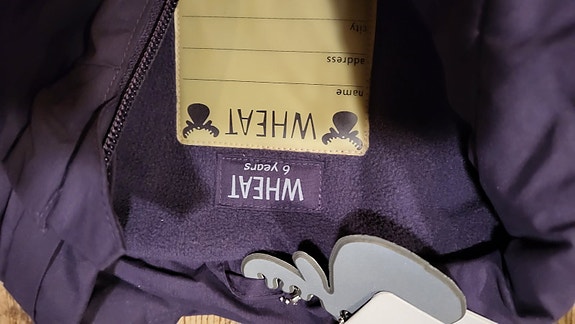 WHEAT
6 years
WHEAT
name
address
city